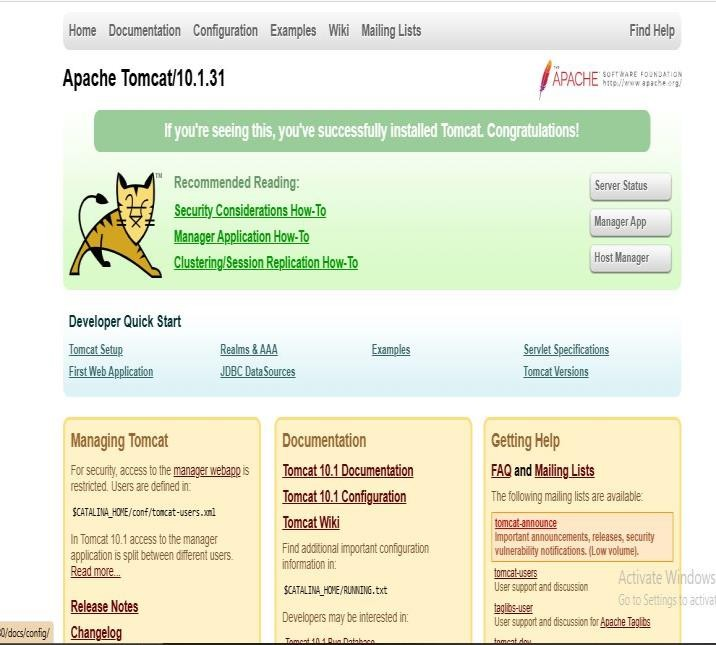 Home Documentation Configuration Examples Wiki Mailing Lists Find Help
Apache Tomcat/10.1.31
THE APACHE SOFTWARE FOUNDATION
http://www.apache.org/
If you're seeing this, you've successfully installed Tomcat. Congratulations!
TM
Recommended Reading:
Security Considerations How-To
Manager Application How-To
Clustering/Session Replication How-To
Server Status
Manager App
Host Manager
Developer Quick Start
Tomcat Setup
First Web Application
Realms & AAA
JDBC DataSources
Examples
Servlet Specifications
Tomcat Versions
Managing Tomcat
For security, access to the manager webapp is
restricted. Users are defined in:
$CATALINA_HOME/conf/tomcat-users.xml
In Tomcat 10.1 access to the manager
application is split between different users.
Read more...
Release Notes
Changelog
Documentation
Tomcat 10.1 Documentation
Tomcat 10.1 Configuration
Tomcat Wiki
Find additional important configuration
information in:
$CATALINA_HOME/RUNNING.txt
Developers may be interested in:
Tomcat 10.1 Bug Database
Getting Help
FAQ and Mailing Lists
The following mailing lists are available:
tomcat-announce
Important announcements, releases, security
vulnerability notifications. (Low volume).
tomcat-users
User support and discussion
taglibs-user
User support and discussion for Apache Taglibs
tomcat-dev
Activate Windows
Go to Settings to activat
0/docs/config/